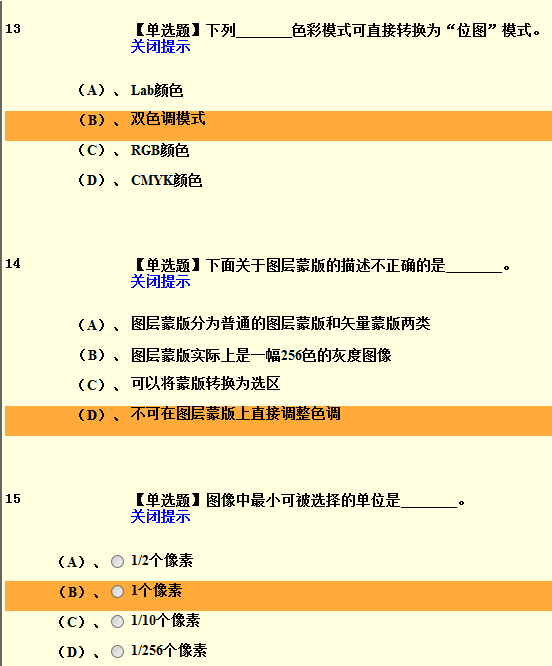 13 【单选题】下列_______色彩模式可直接转换为“位图”模式。
关闭提示
（A）、 Lab颜色
（B）、 双色调模式
（C）、 RGB颜色
（D）、 CMYK颜色
14 【单选题】下面关于图层蒙版的描述不正确的是_______。
关闭提示
（A）、 图层蒙版分为普通的图层蒙版和矢量蒙版两类
（B）、 图层蒙版实际上是一幅256色的灰度图像
（C）、 可以将蒙版转换为选区
（D）、 不可在图层蒙版上直接调整色调
15 【单选题】图像中最小可被选择的单位是_______。
关闭提示
（A）、 1/2个像素
（B）、 1个像素
（C）、 1/10个像素
（D）、 1/256个像素